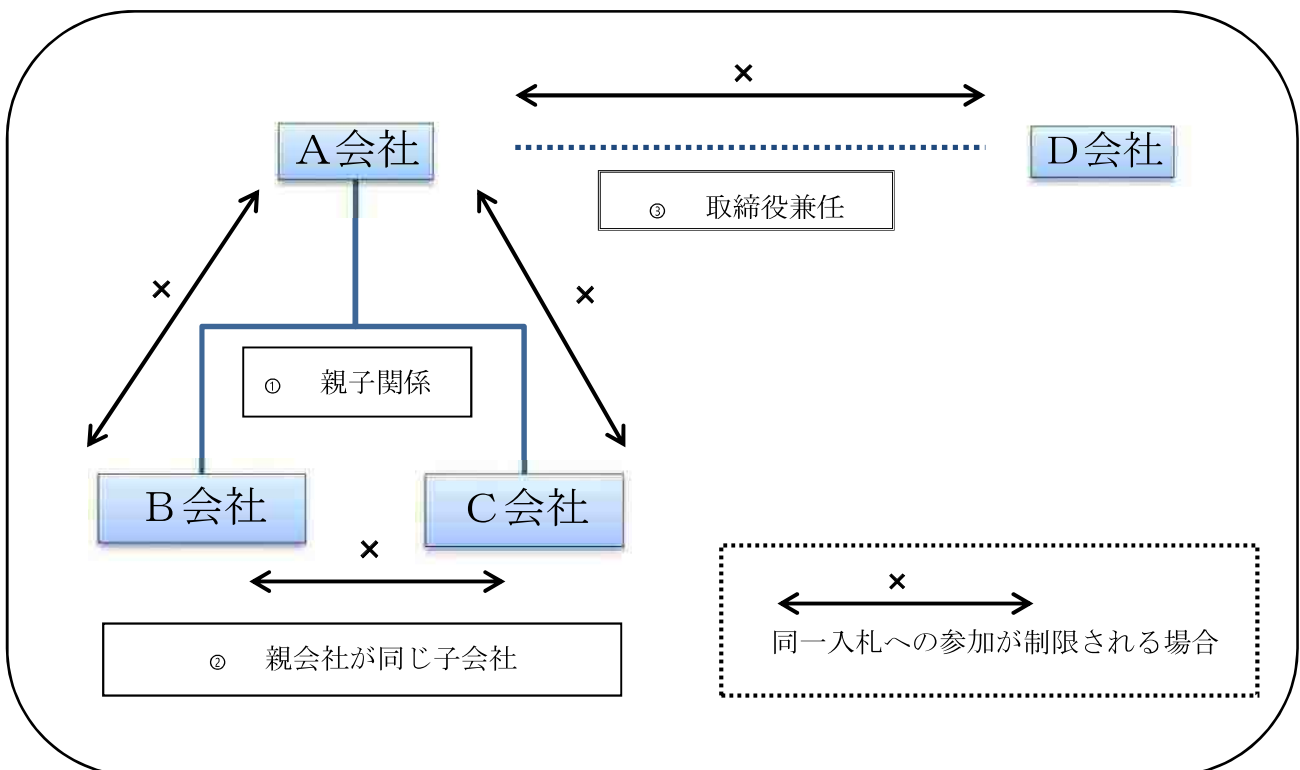 ×
A会社
D会社
③ 取締役兼任
×
×
① 親子関係
B会社
C会社
×
② 親会社が同じ子会社
×
同一入札への参加が制限される場合